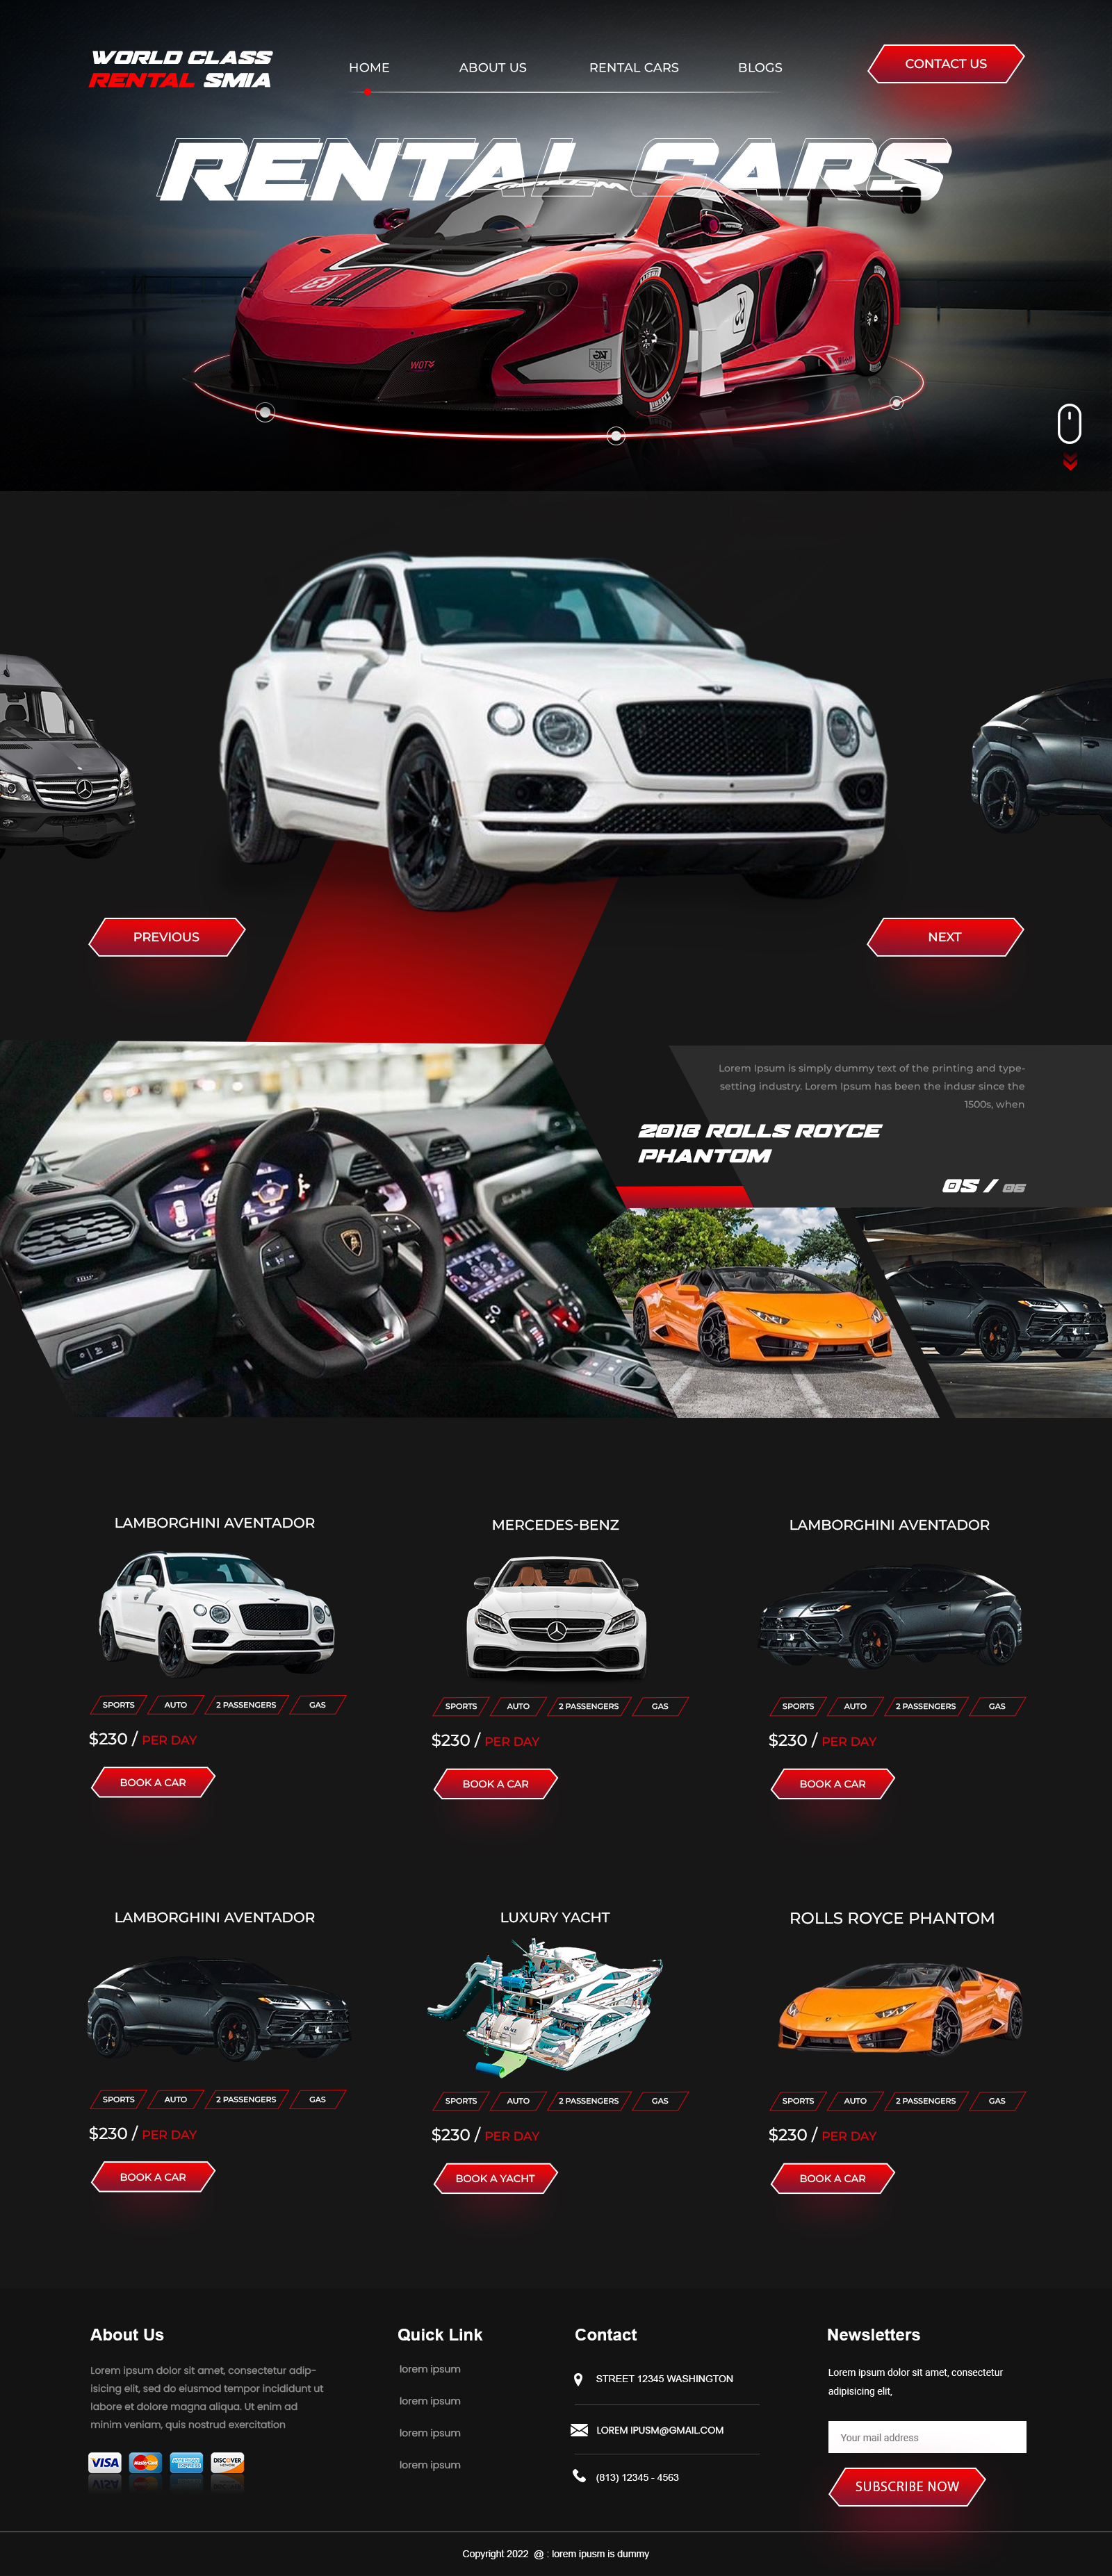 WORLD CLASS
RENTAL SMIA
HOME
ABOUT US
RENTAL CARS
BLOGS
CONTACT US
RENTAL CARS
PREVIOUS
NEXT
Lorem Ipsum is simply dummy text of the printing and type-
setting industry. Lorem Ipsum has been the indusr since the
1500s, when
2018 ROLLS ROYCE
PHANTOM
05 / 06
LAMBORGHINI AVENTADOR
SPORTS
AUTO
2 PASSENGERS
GAS
$230 / PER DAY
BOOK A CAR
MERCEDES-BENZ
SPORTS
AUTO
2 PASSENGERS
GAS
$230 / PER DAY
BOOK A CAR
LAMBORGHINI AVENTADOR
SPORTS
AUTO
2 PASSENGERS
GAS
$230 / PER DAY
BOOK A CAR
LAMBORGHINI AVENTADOR
SPORTS
AUTO
2 PASSENGERS
GAS
$230 / PER DAY
BOOK A CAR
LUXURY YACHT
SPORTS
AUTO
2 PASSENGERS
GAS
$230 / PER DAY
BOOK A YACHT
ROLLS ROYCE PHANTOM
SPORTS
AUTO
2 PASSENGERS
GAS
$230 / PER DAY
BOOK A CAR
About Us
Lorem ipsum dolor sit amet, consectetur adip-
isicing elit, sed do eiusmod tempor incididunt ut
labore et dolore magna aliqua. Ut enim ad
minim veniam, quis nostrud exercitation
VISA
MasterCard
AMERICAN EXPRESS
DISCOVER
Quick Link
lorem ipsum
lorem ipsum
lorem ipsum
lorem ipsum
Contact
STREET 12345 WASHINGTON
LOREM IPUSM@GMAIL.COM
(813) 12345 - 4563
Newsletters
Lorem ipsum dolor sit amet, consectetur
adipisicing elit,
Your mail address
SUBSCRIBE NOW
Copyright 2022 @ : lorem ipusm is dummy